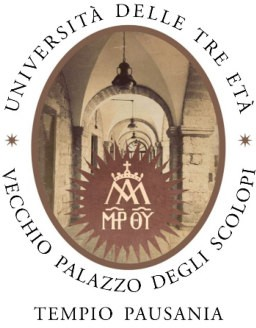 UNIVERSITÀ DELLE TRE ETÀ
VECCHIO PALAZZO DEGLI SCOLOPI
MP ΘY
TEMPIO PAUSANIA